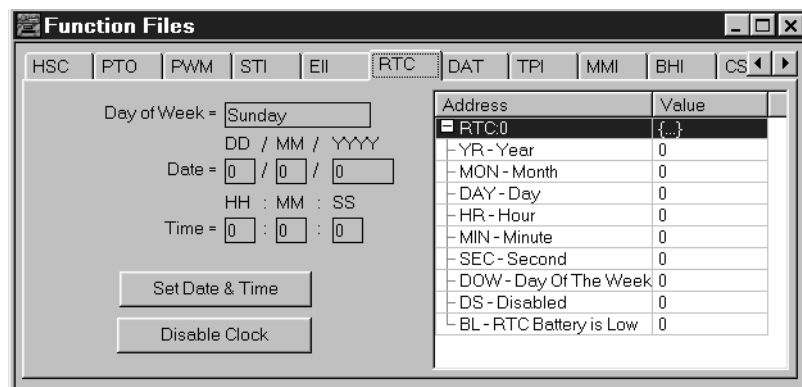 Function Files
HSC PTO PWM STI EII RTC DAT TPI MMI BHI CS
Day of Week = Sunday
DD / MM / YYYY
Date = 0 / 0 / 0
HH : MM : SS
Time = 0 : 0 : 0
Set Date & Time
Disable Clock
Address Value
RTC:0 {...}
YR - Year 0
MON - Month 0
DAY - Day 0
HR - Hour 0
MIN - Minute 0
SEC - Second 0
DOW - Day Of The Week 0
DS - Disabled 0
BL - RTC Battery is Low 0